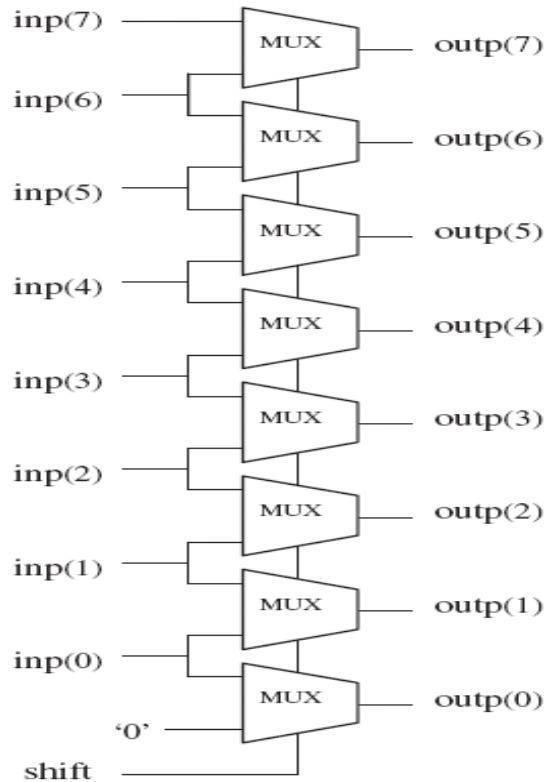 inp(7) MUX outp(7)
inp(6) MUX outp(6)
inp(5) MUX outp(5)
inp(4) MUX outp(4)
inp(3) MUX outp(3)
inp(2) MUX outp(2)
inp(1) MUX outp(1)
inp(0) MUX outp(0)
‘0’
shift